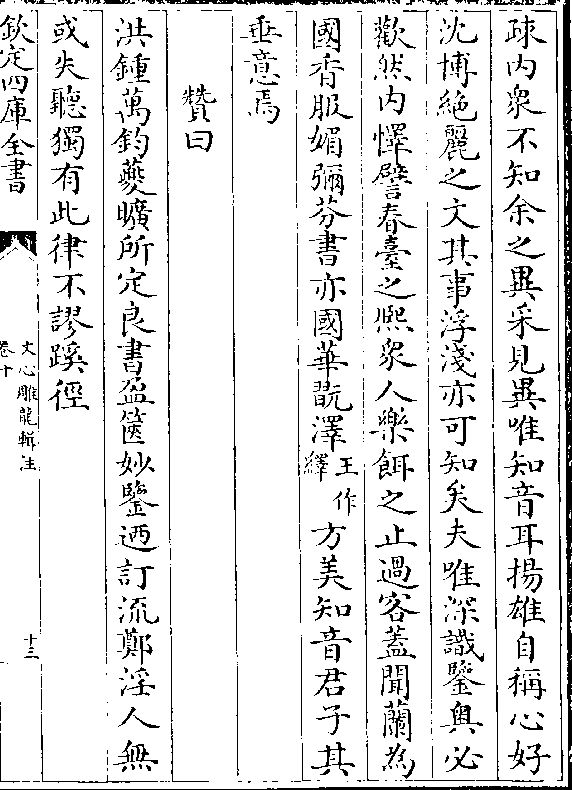 疎内衆不知余之異采見異唯知音耳揚雄自稱心好
沈博絶麗之文其事浮淺亦可知矣夫唯深識鑒奥必
歡然内懌譬春臺之熙衆人樂餌之止過客蓋聞蘭為
國香服媚彌芬書亦國華翫澤王作繹方美知音君子其
垂意焉
贊曰
洪鍾萬鈞夔曠所定良書盈篋妙鑒迺訂流鄭淫人無
或失聽獨有此律不謬蹊徑
欽定四庫全書
文心雕龍輯注
卷十
十三